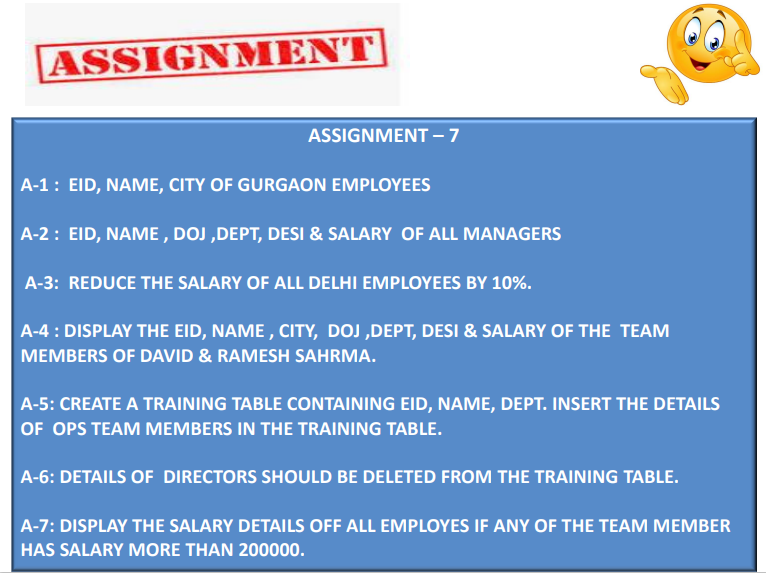 ASSIGNMENT
ASSIGNMENT – 7
A-1 : EID, NAME, CITY OF GURGAON EMPLOYEES
A-2 : EID, NAME , DOJ ,DEPT, DESI & SALARY OF ALL MANAGERS
A-3: REDUCE THE SALARY OF ALL DELHI EMPLOYEES BY 10%.
A-4 : DISPLAY THE EID, NAME , CITY, DOJ ,DEPT, DESI & SALARY OF THE TEAM
MEMBERS OF DAVID & RAMESH SAHRMA.
A-5: CREATE A TRAINING TABLE CONTAINING EID, NAME, DEPT. INSERT THE DETAILS
OF OPS TEAM MEMBERS IN THE TRAINING TABLE.
A-6: DETAILS OF DIRECTORS SHOULD BE DELETED FROM THE TRAINING TABLE.
A-7: DISPLAY THE SALARY DETAILS OFF ALL EMPLOYES IF ANY OF THE TEAM MEMBER
HAS SALARY MORE THAN 200000.